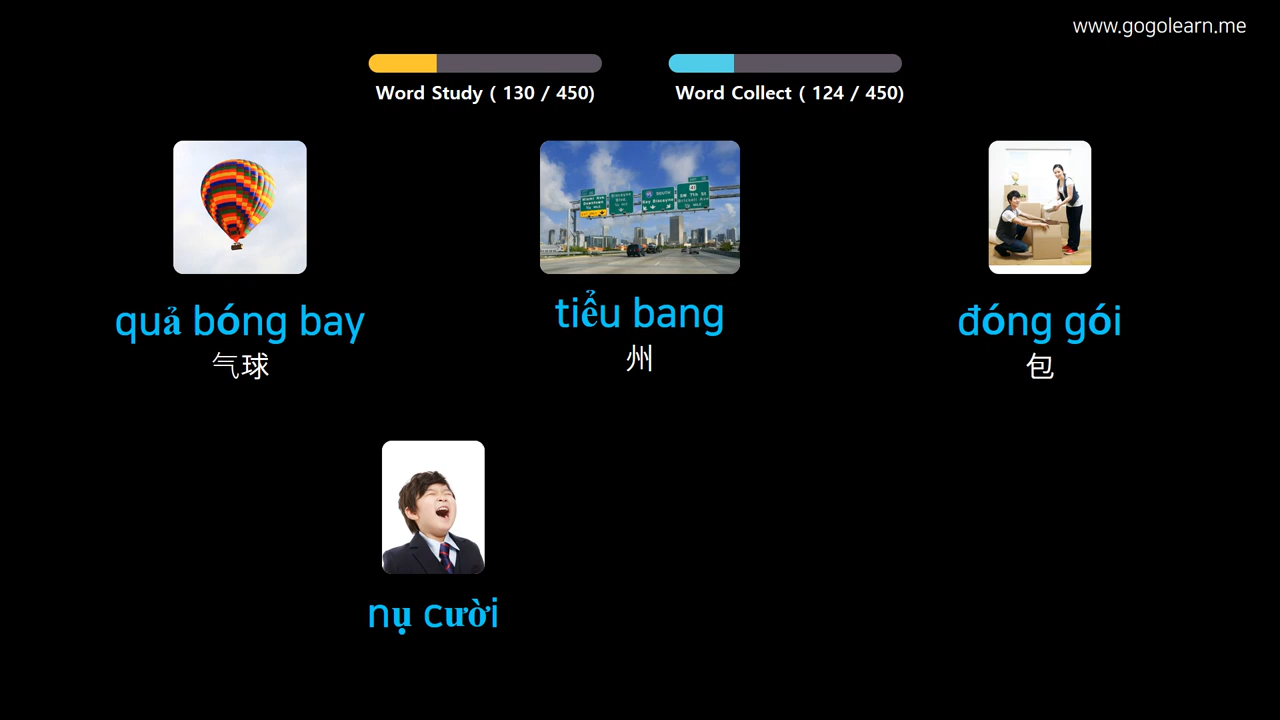 www.gogolearn.me
Word Study ( 130 / 450)
Word Collect ( 124 / 450)
quả bóng bay
气球
tiểu bang
州
đóng gói
包
nụ cười